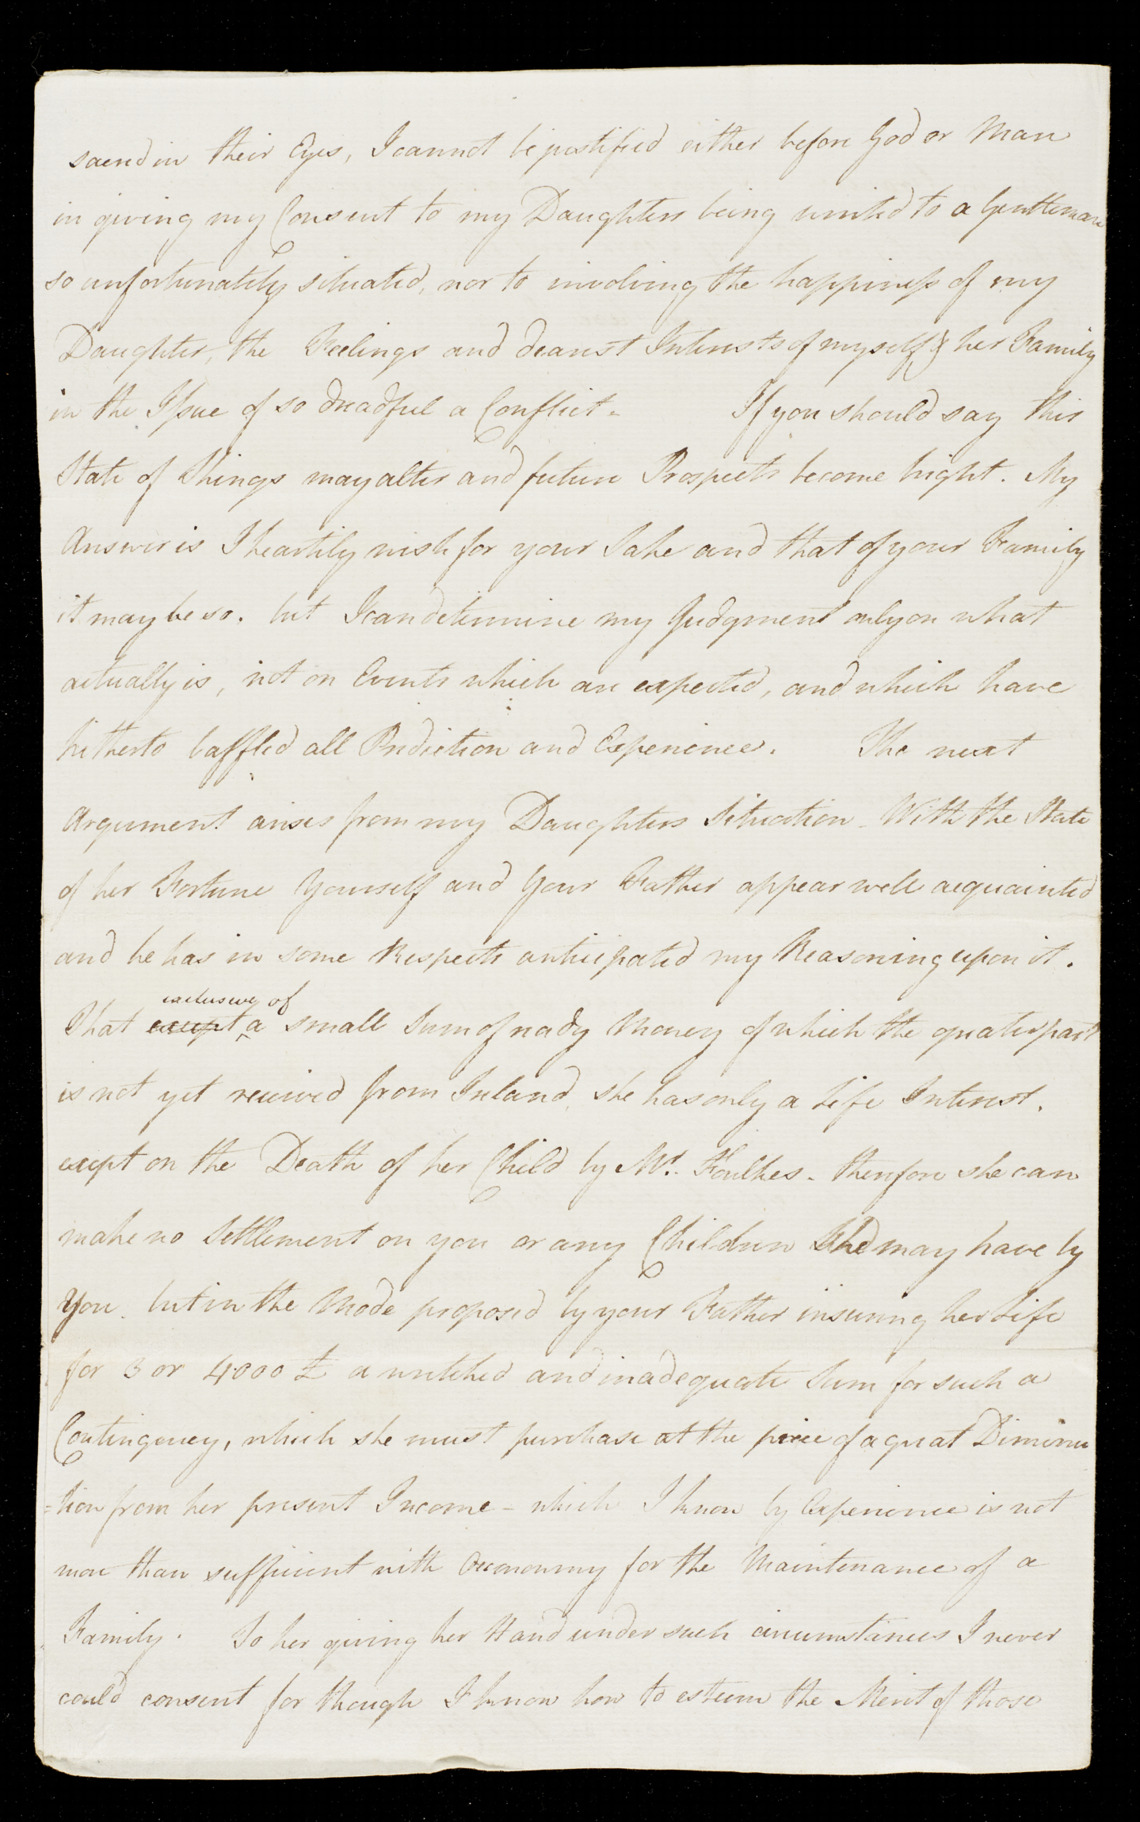 sacred in their Eyes, I cannot be justified either before God or Man
in giving my Consent to my Daughters being united to a Gentleman
so unfortunately situated, nor to involving the happiness of my
Daughter, the Feelings and dearest Interests of myself & her Family
in the Issue of so dreadful a Conflict. If you should say this
State of Things may alter and future Prospects become bright. My
Answer is I heartily wish for your Sake and that of your Family
it may be so. but I can determine my Judgment only on what
actually is, not on Events which are expected, and which have
hitherto baffled all Prediction and Experience. The next
Argument arises from my Daughters Situation. With the State
of her Fortune Yourself and Your Father appear well acquainted
and he has in some Respects anticipated my Reasoning upon it.
exclusive of
That except a small Sum of ready Money of which the greater part
is not yet received from Ireland, she has only a Life Interest,
except on the Death of her Child by Mr. Foulkes - therefore she can
make no Settlement on you or any Children She may have by
You. but in the Mode proposed by your Father insuring her Life
for 3 or 4000 £ a wretched and inadequate Sum for such a
Contingency, which she must purchase at the price of a great Diminu
=tion from her present Income - which I know by Experience is not
more than sufficient with Oeconomy for the Maintenance of a
Family. To her giving her Hand under such circumstances I never
could consent for though I know how to esteem the Merit of those